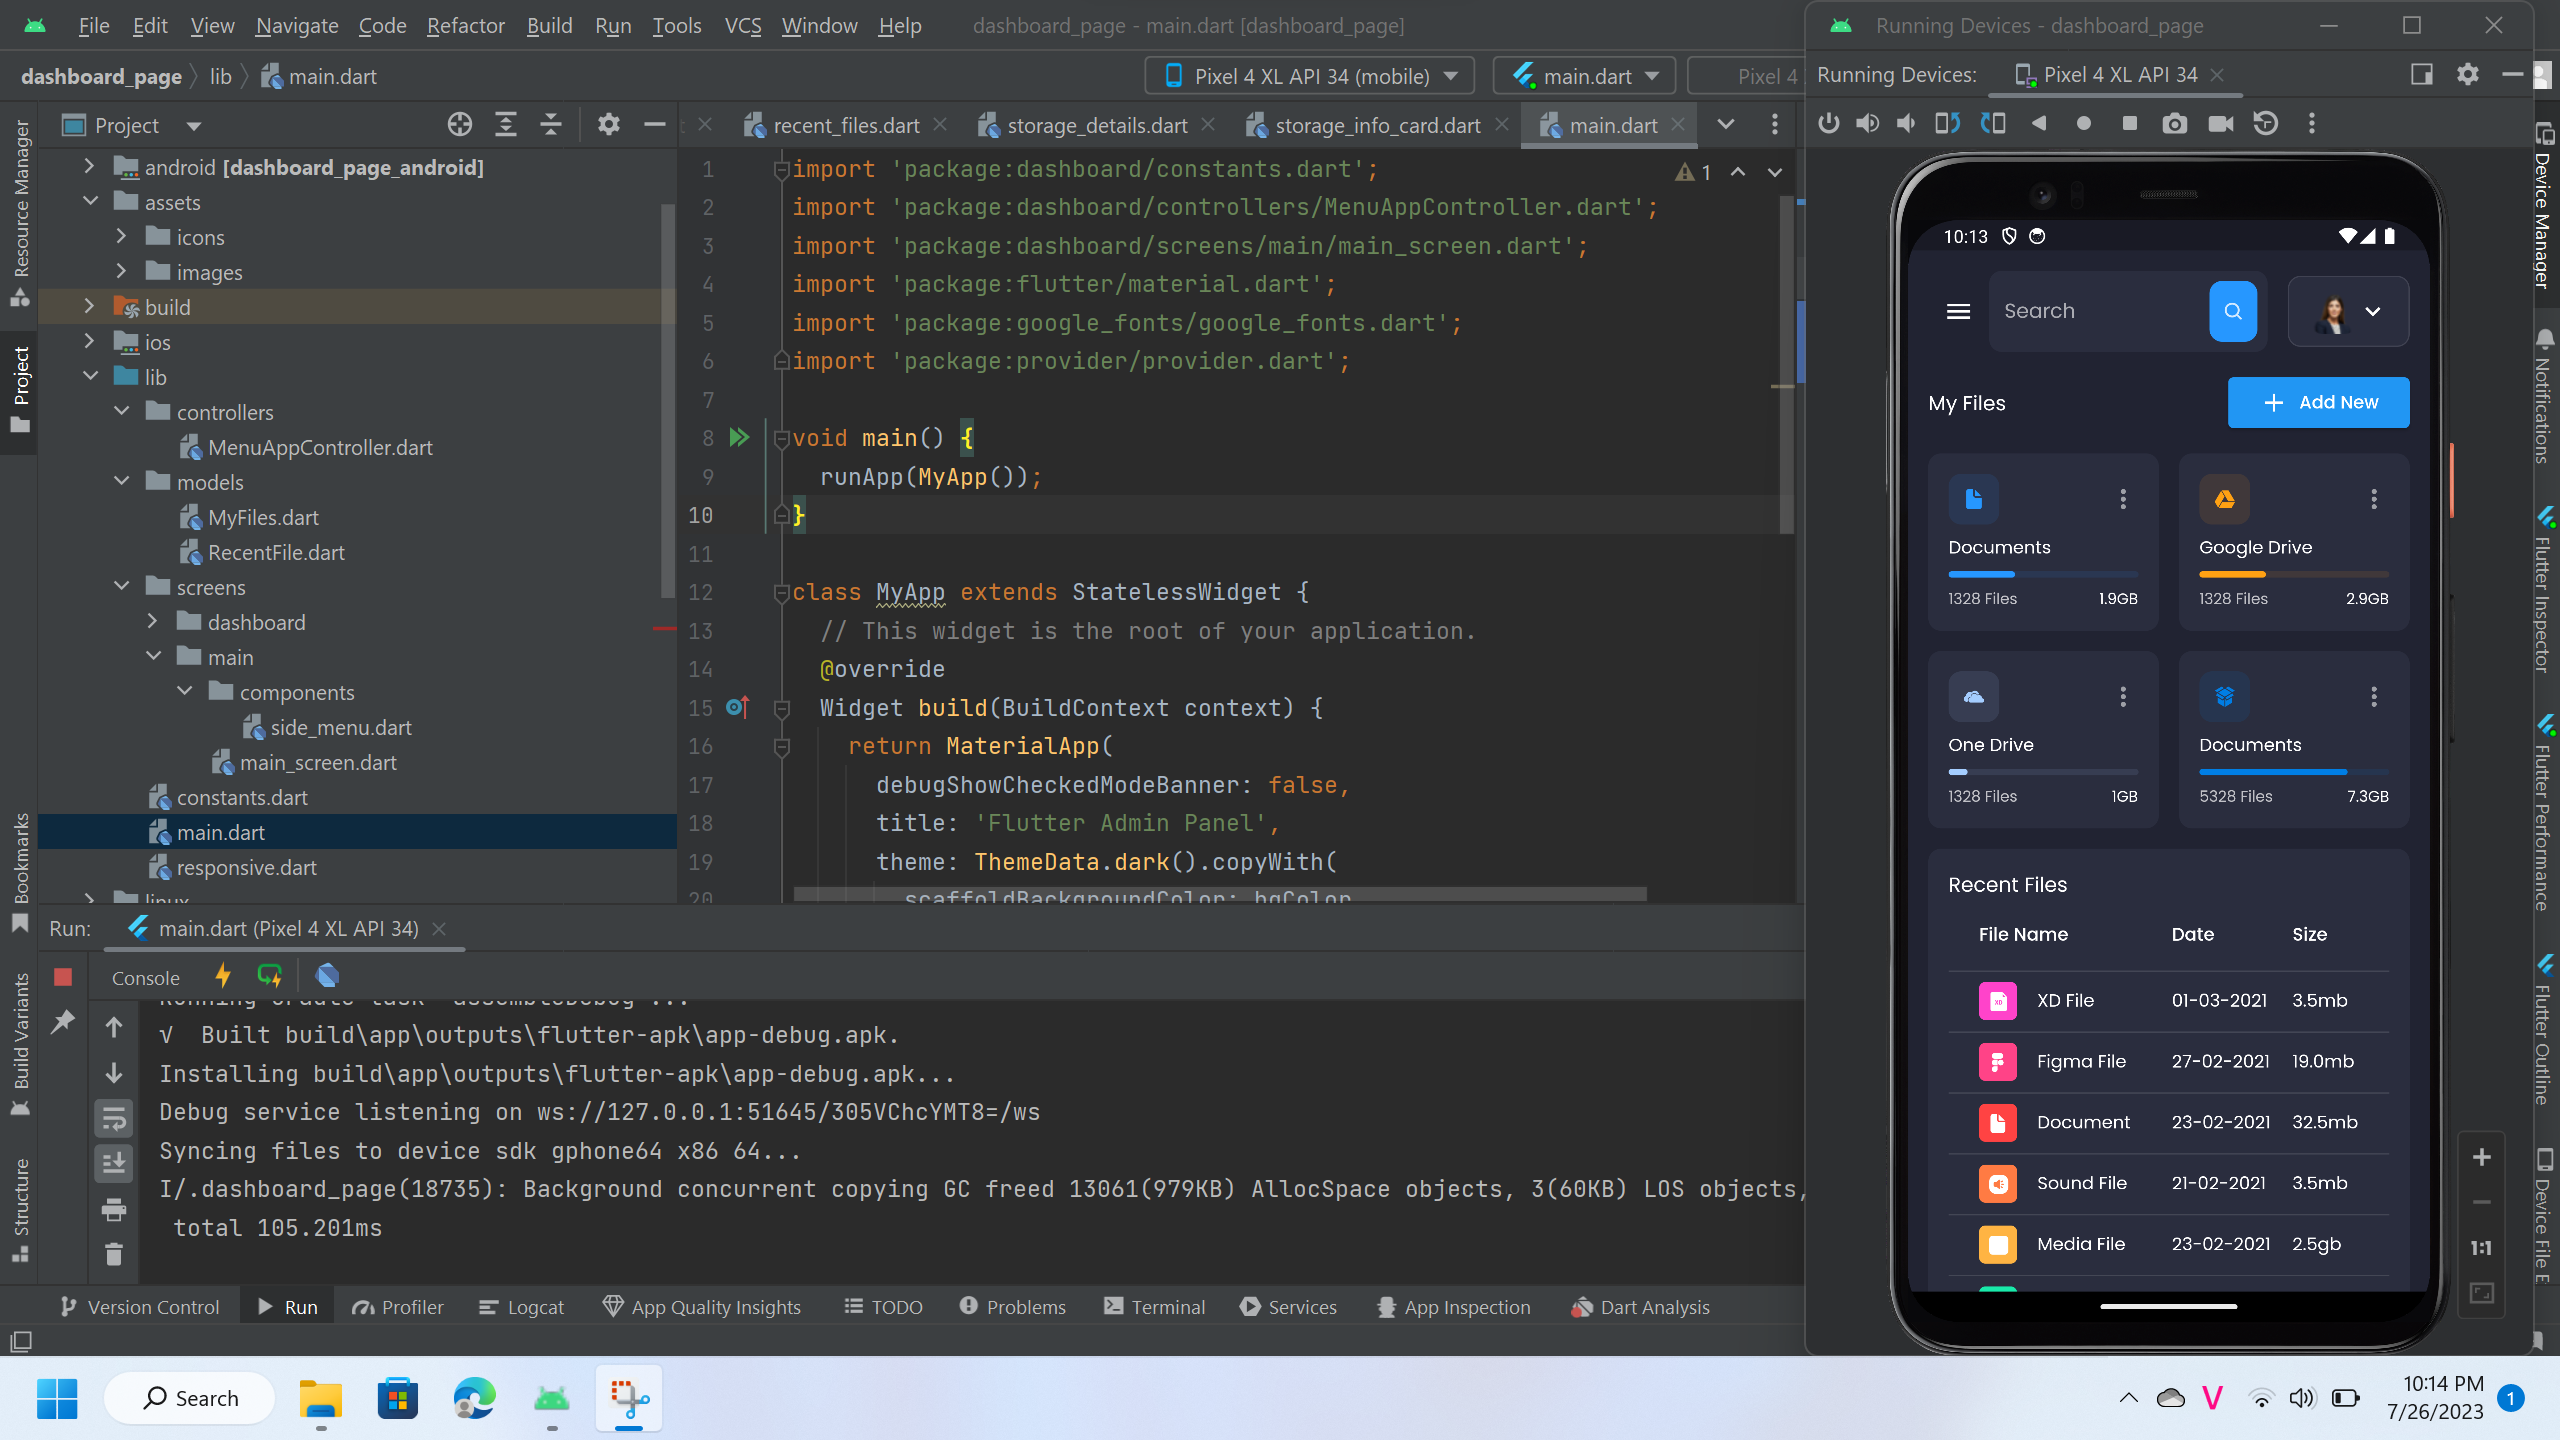 File Edit View Navigate Code Refactor Build Run Tools VCS Window Help dashboard_page - main.dart [dashboard_page]
dashboard_page lib main.dart Pixel 4 XL API 34 (mobile) main.dart Pixel 4
Project recent_files.dart storage_details.dart storage_info_card.dart main.dart
Resource Manager
Project
Bookmarks
Build Variants
Structure
android [dashboard_page_android]
assets
icons
images
build
ios
lib
controllers
MenuAppController.dart
models
MyFiles.dart
RecentFile.dart
screens
dashboard
main
components
side_menu.dart
main_screen.dart
constants.dart
main.dart
responsive.dart
linux
1 import 'package:dashboard/constants.dart'; 1
2 import 'package:dashboard/controllers/MenuAppController.dart';
3 import 'package:dashboard/screens/main/main_screen.dart';
4 import 'package:flutter/material.dart';
5 import 'package:google_fonts/google_fonts.dart';
6 import 'package:provider/provider.dart';
7
8 void main() {
9 runApp(MyApp());
10 }
11
12 class MyApp extends StatelessWidget {
13 // This widget is the root of your application.
14 @override
15 Widget build(BuildContext context) {
16 return MaterialApp(
17 debugShowCheckedModeBanner: false,
18 title: 'Flutter Admin Panel',
19 theme: ThemeData.dark().copyWith(
20 scaffoldBackgroundColor: bgColor,
Run: main.dart (Pixel 4 XL API 34)
Console
Running Gradle task 'assembleDebug'...
√ Built build\app\outputs\flutter-apk\app-debug.apk.
Installing build\app\outputs\flutter-apk\app-debug.apk...
Debug service listening on ws://127.0.0.1:51645/305VChcYMT8=/ws
Syncing files to device sdk gphone64 x86 64...
I/.dashboard_page(18735): Background concurrent copying GC freed 13061(979KB) AllocSpace objects, 3(60KB) LOS objects,
total 105.201ms
Version Control Run Profiler Logcat App Quality Insights TODO Problems Terminal Services App Inspection Dart Analysis
Running Devices - dashboard_page
Running Devices: Pixel 4 XL API 34
10:13
Search
My Files
Add New
Documents Google Drive
1328 Files 1.9GB 1328 Files 2.9GB
One Drive Documents
1328 Files 1GB 5328 Files 7.3GB
Recent Files
File Name Date Size
XD File 01-03-2021 3.5mb
Figma File 27-02-2021 19.0mb
Document 23-02-2021 32.5mb
Sound File 21-02-2021 3.5mb
Media File 23-02-2021 2.5gb
1:1
Device Manager
Notifications
Flutter Inspector
Flutter Performance
Flutter Outline
Device File E
Search
10:14 PM
7/26/2023
1